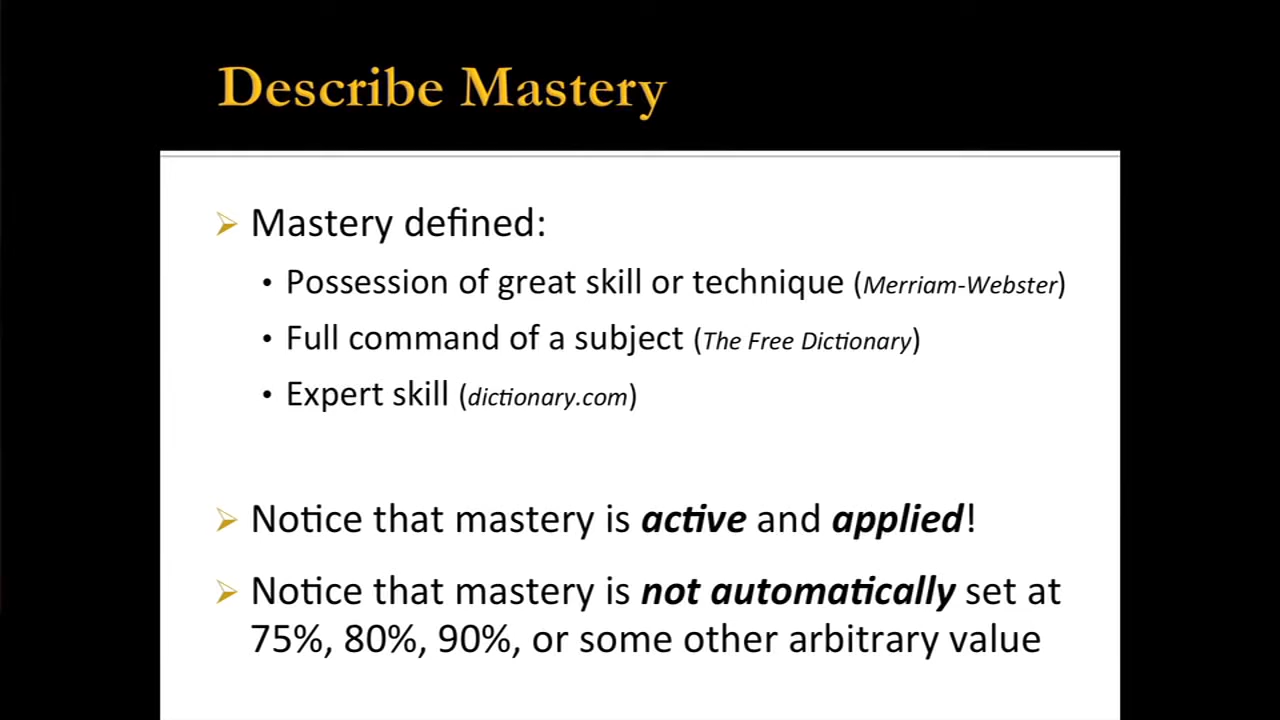 Describe Mastery
Mastery defined:
• Possession of great skill or technique (Merriam-Webster)
• Full command of a subject (The Free Dictionary)
• Expert skill (dictionary.com)
Notice that mastery is active and applied!
Notice that mastery is not automatically set at
75%, 80%, 90%, or some other arbitrary value